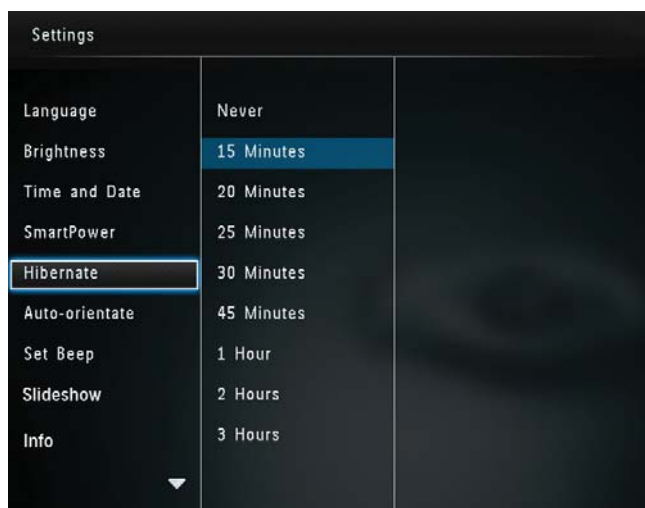 Settings
Language
Brightness
Time and Date
SmartPower
Hibernate
Auto-orientate
Set Beep
Slideshow
Info
Never
15 Minutes
20 Minutes
25 Minutes
30 Minutes
45 Minutes
1 Hour
2 Hours
3 Hours